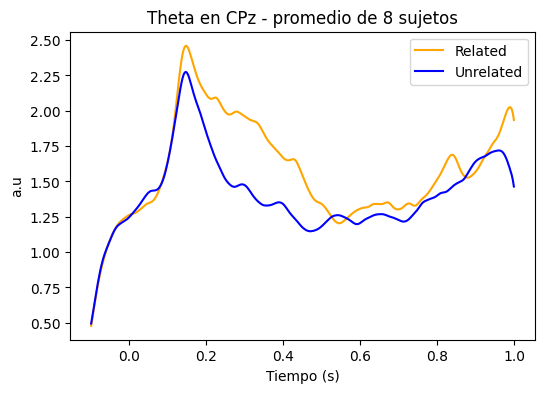 Theta en CPz - promedio de 8 sujetos
Related
Unrelated
2.50
2.25
2.00
1.75
1.50
1.25
1.00
0.75
0.50
a.u
0.0 0.2 0.4 0.6 0.8 1.0
Tiempo (s)